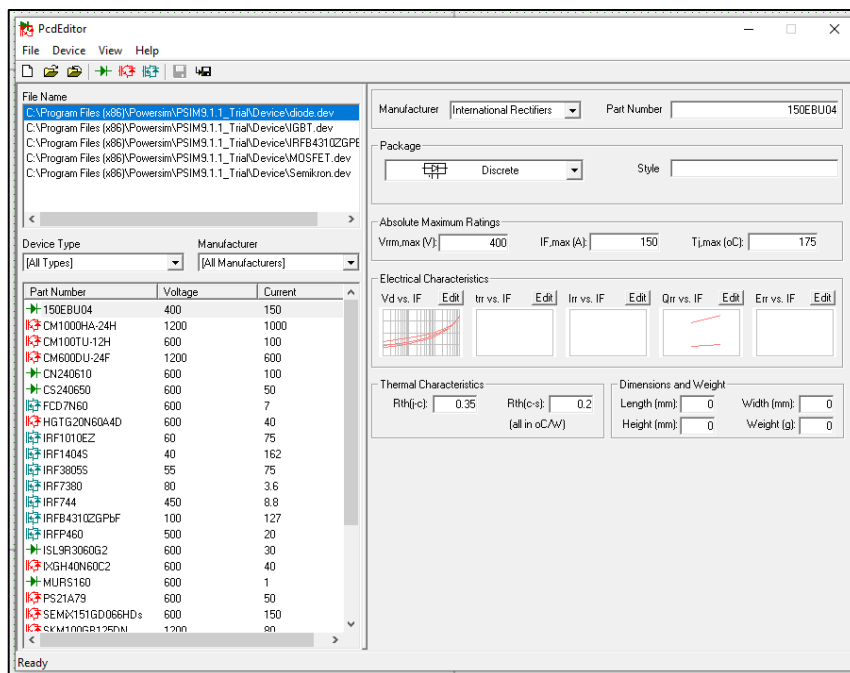 PcdEditor
File Device View Help
File Name
C:\Program Files (x86)\Powersim\PSIM9.1.1_Trial\Device\diode.dev
C:\Program Files (x86)\Powersim\PSIM9.1.1_Trial\Device\IGBT.dev
C:\Program Files (x86)\Powersim\PSIM9.1.1_Trial\Device\IRFB4310ZGPE
C:\Program Files (x86)\Powersim\PSIM9.1.1_Trial\Device\MOSFET.dev
C:\Program Files (x86)\Powersim\PSIM9.1.1_Trial\Device\Semikron.dev
Device Type Manufacturer
[All Types] [All Manufacturers]
Part Number Voltage Current
150EBU04 400 150
CM1000HA-24H 1200 1000
CM100TU-12H 600 100
CM600DU-24F 1200 600
CN240610 600 100
CS240650 600 50
FCD7N60 600 7
HGTG20N60A4D 600 40
IRF1010EZ 60 75
IRF1404S 40 162
IRF3805S 55 75
IRF7380 80 3.6
IRF744 450 8.8
IRFB4310ZGPbF 100 127
IRFP460 500 20
ISL9R3060G2 600 30
IXGH40N60C2 600 40
MURS160 600 1
PS21A79 600 50
SEMiX151GD066HDs 600 150
SKM100GB125DN 1200 80
Manufacturer International Rectifiers Part Number 150EBU04
Package
Discrete Style
Absolute Maximum Ratings
Vrrm,max (V): 400 IF,max (A): 150 Tj,max (oC): 175
Electrical Characteristics
Vd vs. IF Edit trr vs. IF Edit Irr vs. IF Edit Qrr vs. IF Edit Err vs. IF Edit
Thermal Characteristics
Rth(j-c): 0.35 Rth(c-s): 0.2
(all in oC/W)
Dimensions and Weight
Length (mm): 0 Width (mm): 0
Height (mm): 0 Weight (g): 0
Ready